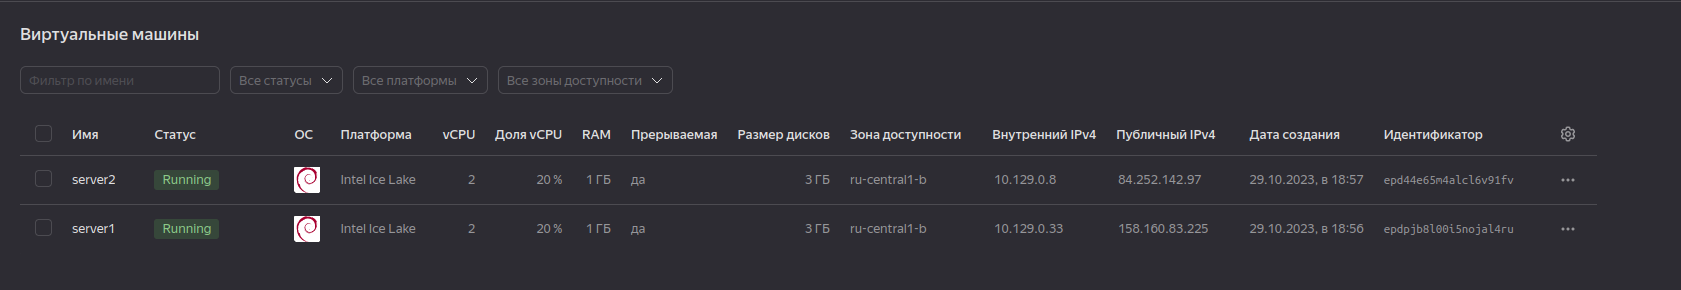 Виртуальные машины
Фильтр по имени Все статусы Все платформы Все зоны доступности
Имя Статус ОС Платформа vCPU Доля vCPU RAM Прерываемая Размер дисков Зона доступности Внутренний IPv4 Публичный IPv4 Дата создания Идентификатор
server2 Running Intel Ice Lake 2 20 % 1 ГБ да 3 ГБ ru-central1-b 10.129.0.8 84.252.142.97 29.10.2023, в 18:57 epd44e65m4alcl6v91fv
server1 Running Intel Ice Lake 2 20 % 1 ГБ да 3 ГБ ru-central1-b 10.129.0.33 158.160.83.225 29.10.2023, в 18:56 epdpjb8l00i5nojal4ru